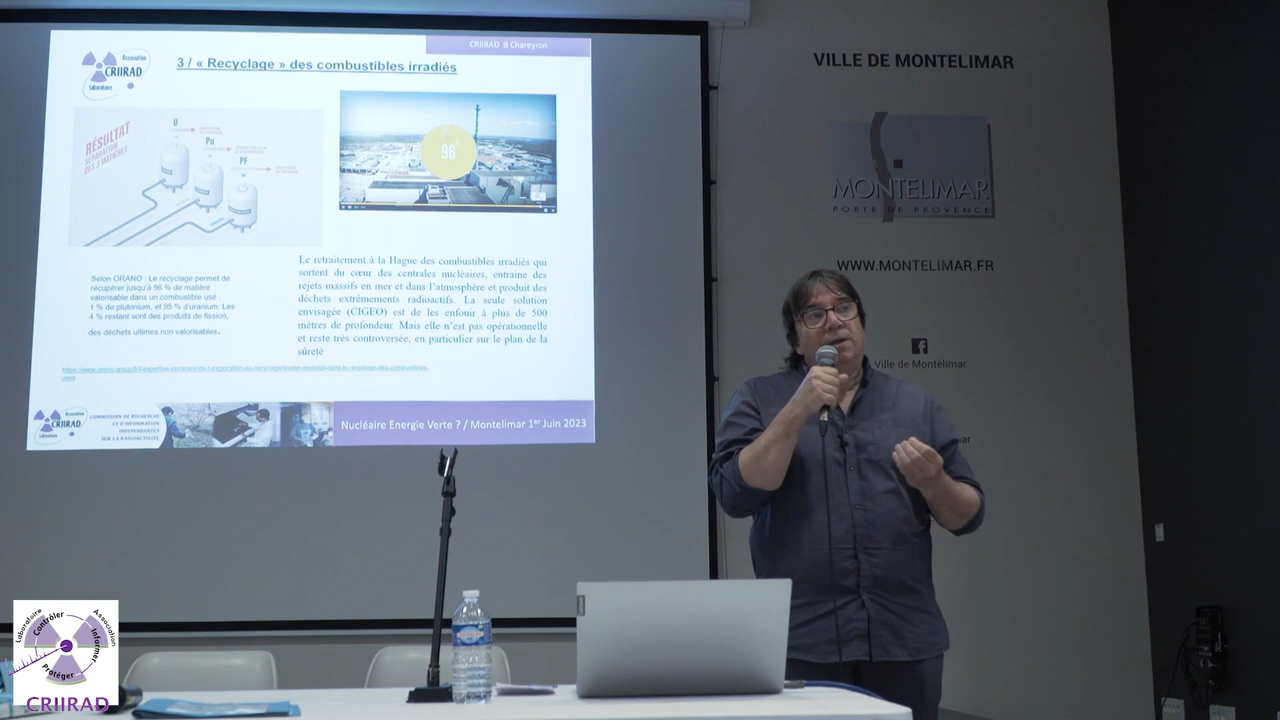 CRIIRAD B Chareyron
Association
CRIIRAD
Laboratoire
3 / « Recyclage » des combustibles irradiés
RÉSULTAT
SÉPARATION
DES 3 MATIÈRES
U
Pu
PF
96
Selon ORANO : Le recyclage permet de
récupérer jusqu'à 96 % de matière
valorisable dans un combustible usé :
1 % de plutonium, et 95 % d'uranium. Les
4 % restant sont des produits de fission,
des déchets ultimes non valorisables.
Le retraitement à la Hague des combustibles irradiés qui
sortent du cœur des centrales nucléaires, entraine des
rejets massifs en mer et dans l'atmosphère et produit des
déchets extrêmements radioactifs. La seule solution
envisagée (CIGEO) est de les enfouir à plus de 500
mètres de profondeur. Mais elle n'est pas opérationnelle
et reste très controversée, en particulier sur le plan de la
sûreté
Association
CRIIRAD
Laboratoire
COMMISSION DE RECHERCHE
ET D'INFORMATION
INDEPENDANTES
SUR LA RADIOACTIVITE
Nucléaire Energie Verte ? / Montelimar 1er Juin 2023
VILLE DE MONTELIMAR
MONTELIMAR
PORTE DE PROVENCE
WWW.MONTELIMAR.FR
Ville de Montélimar
Laboratoire
Association
Contrôler
Informer
Protéger
CRIIRAD